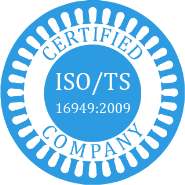 CERTIFIED
ISO/TS
16949:2009
COMPANY